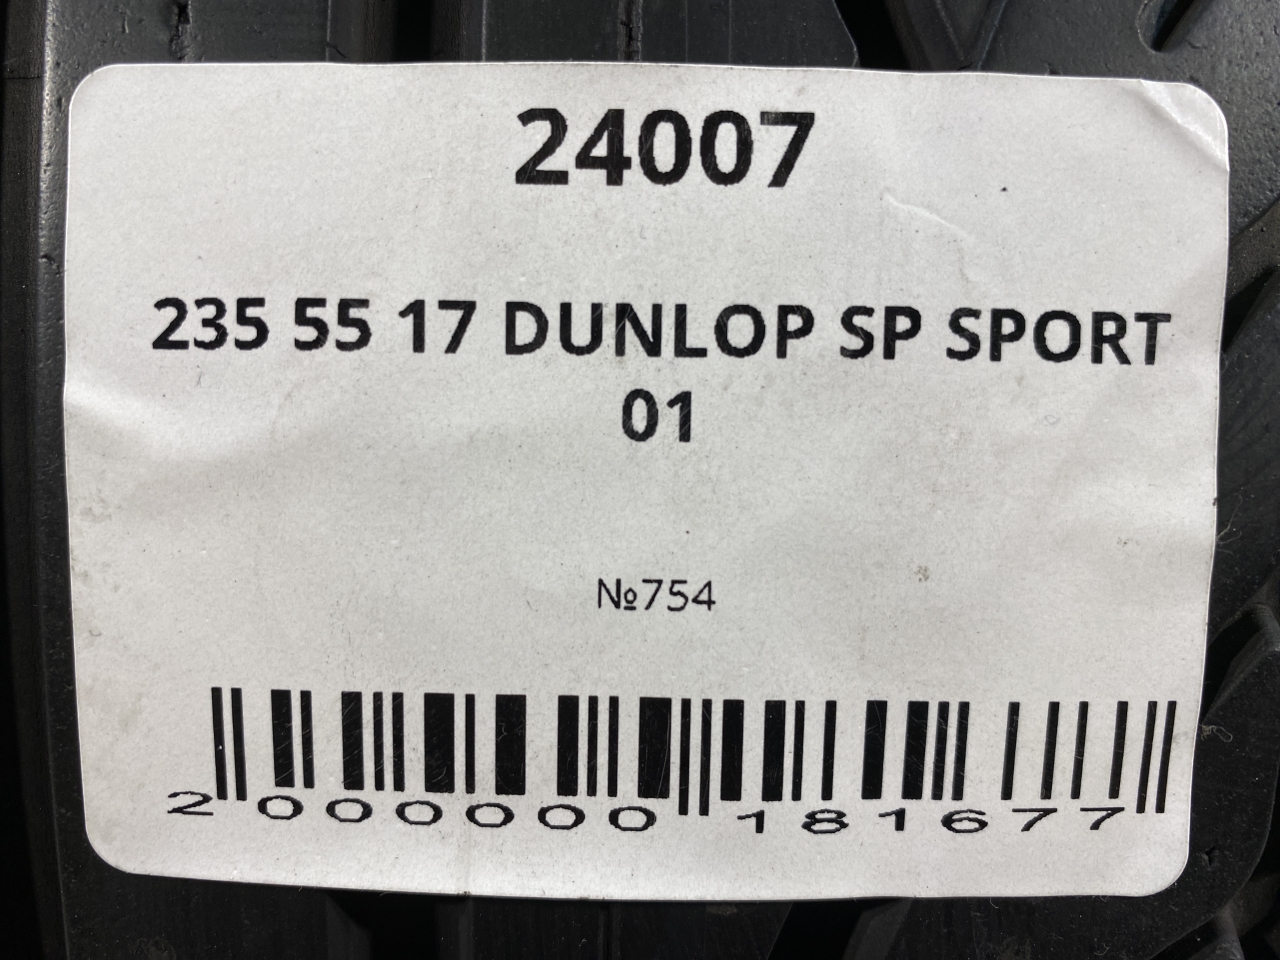 24007
235 55 17 DUNLOP SP SPORT
01
№754
2 000000 181677